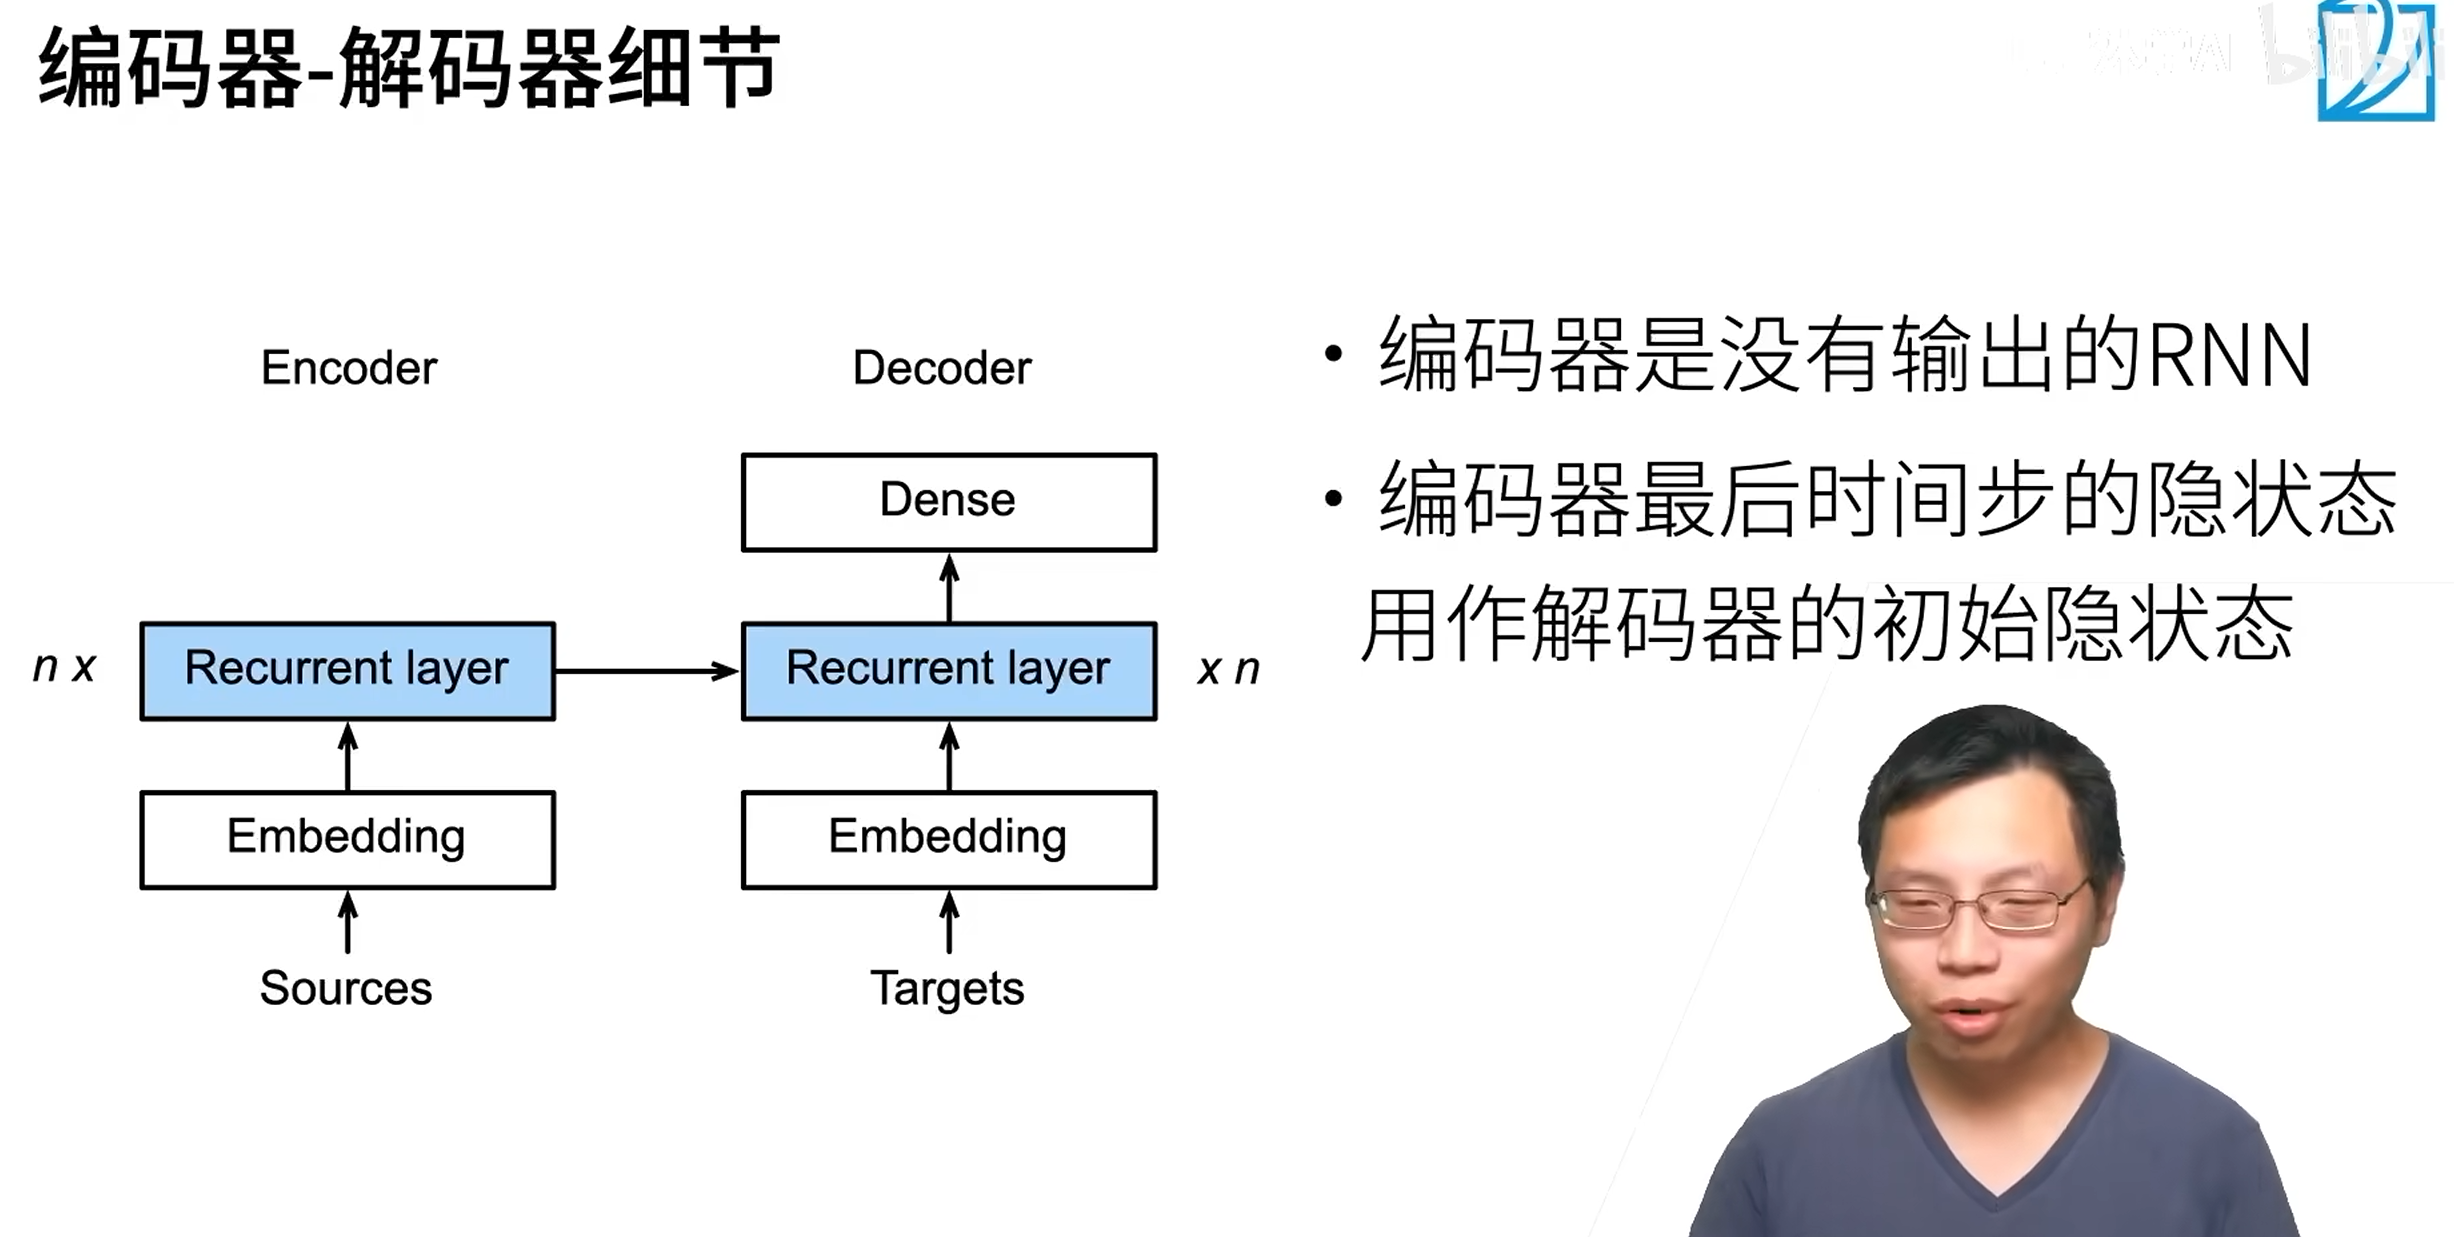 编码器-解码器细节
Encoder
Decoder
Dense
n x
Recurrent layer
Recurrent layer
x n
Embedding
Embedding
Sources
Targets
• 编码器是没有输出的RNN
• 编码器最后时间步的隐状态
用作解码器的初始隐状态
bilibili